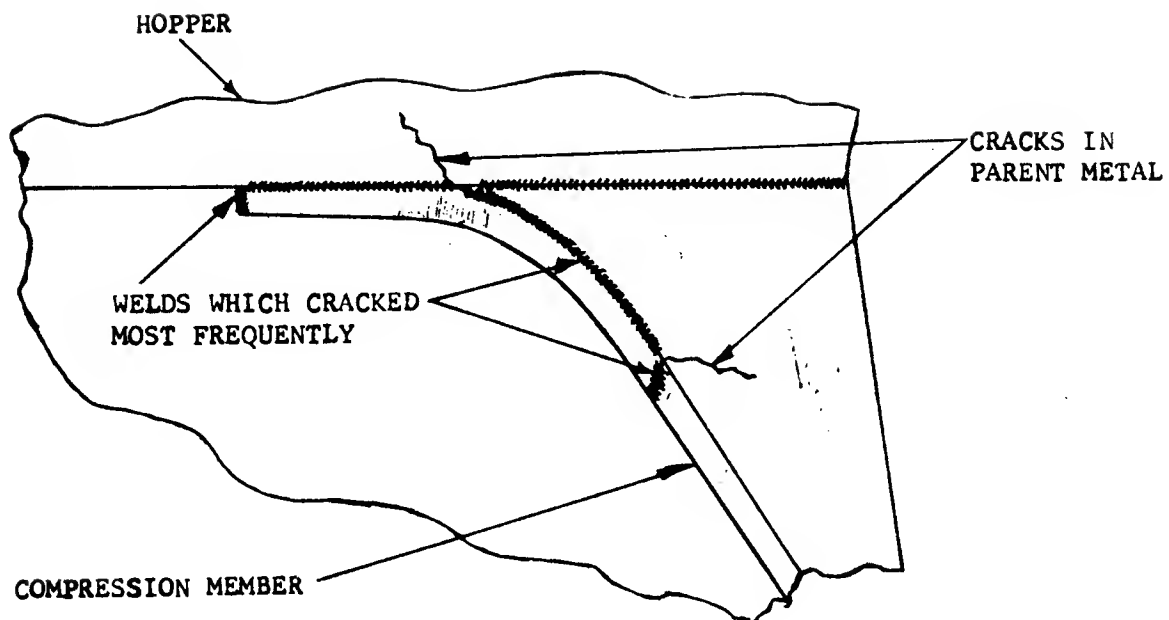 HOPPER
CRACKS IN
PARENT METAL
WELDS WHICH CRACKED
MOST FREQUENTLY
COMPRESSION MEMBER